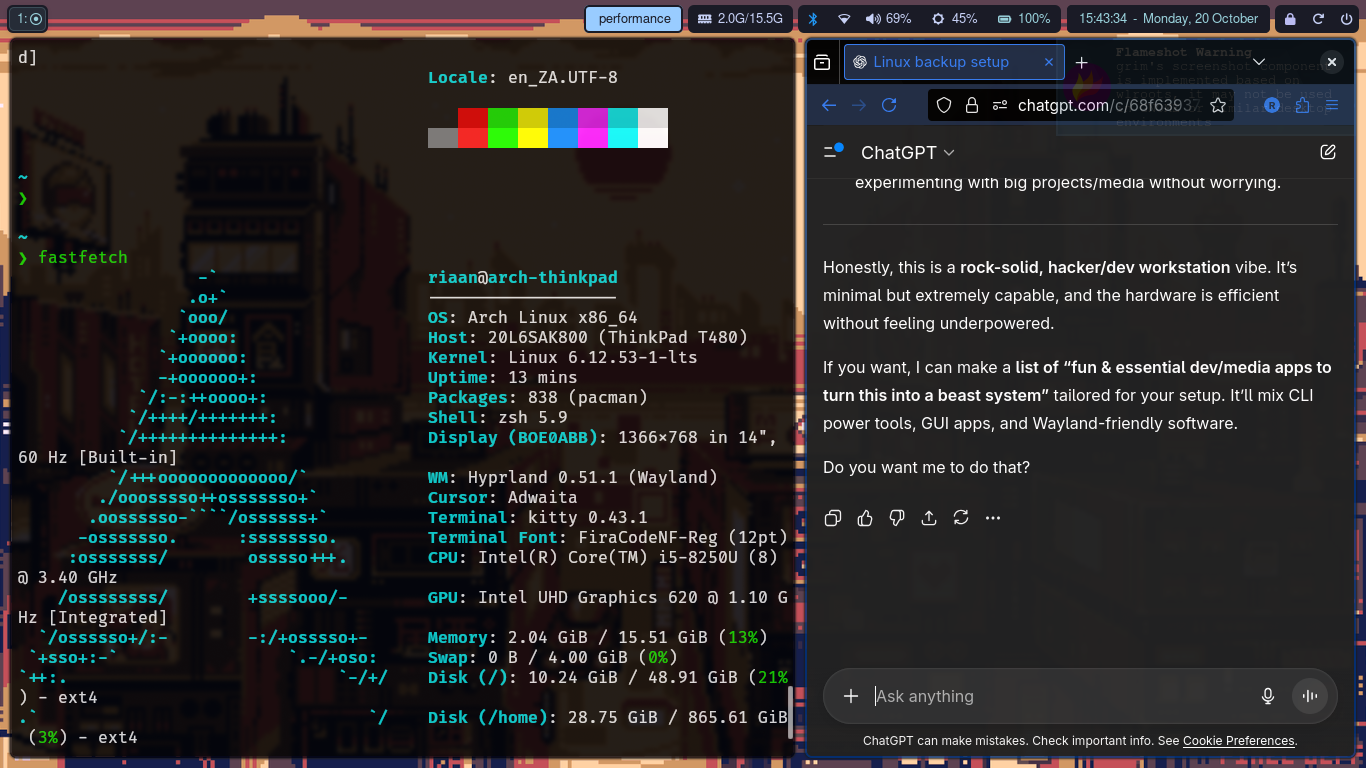 1:
performance
2.0G/15.5G
69%
45%
100%
15:43:34 - Monday, 20 October
d]
Locale: en_ZA.UTF-8
~
❯
~
❯ fastfetch
riaan@arch-thinkpad
OS: Arch Linux x86_64
Host: 20L6SAK800 (ThinkPad T480)
Kernel: Linux 6.12.53-1-lts
Uptime: 13 mins
Packages: 838 (pacman)
Shell: zsh 5.9
Display (BOE0ABB): 1366×768 in 14",
60 Hz [Built-in]
WM: Hyprland 0.51.1 (Wayland)
Cursor: Adwaita
Terminal: kitty 0.43.1
Terminal Font: FiraCodeNF-Reg (12pt)
CPU: Intel(R) Core(TM) i5-8250U (8)
@ 3.40 GHz
GPU: Intel UHD Graphics 620 @ 1.10 G
Hz [Integrated]
Memory: 2.04 GiB / 15.51 GiB (13%)
Swap: 0 B / 4.00 GiB (0%)
Disk (/): 10.24 GiB / 48.91 GiB (21%
) - ext4
Disk (/home): 28.75 GiB / 865.61 GiB
(3%) - ext4
Linux backup setup
Flameshot Warning
grim's screenshot component
is implemented based on
chatgpt.com/c/68f6393
environments
R
ChatGPT
experimenting with big projects/media without worrying.
Honestly, this is a rock-solid, hacker/dev workstation vibe. It's
minimal but extremely capable, and the hardware is efficient
without feeling underpowered.
If you want, I can make a list of “fun & essential dev/media apps to
turn this into a beast system” tailored for your setup. It'll mix CLI
power tools, GUI apps, and Wayland-friendly software.
Do you want me to do that?
Ask anything
ChatGPT can make mistakes. Check important info. See Cookie Preferences.